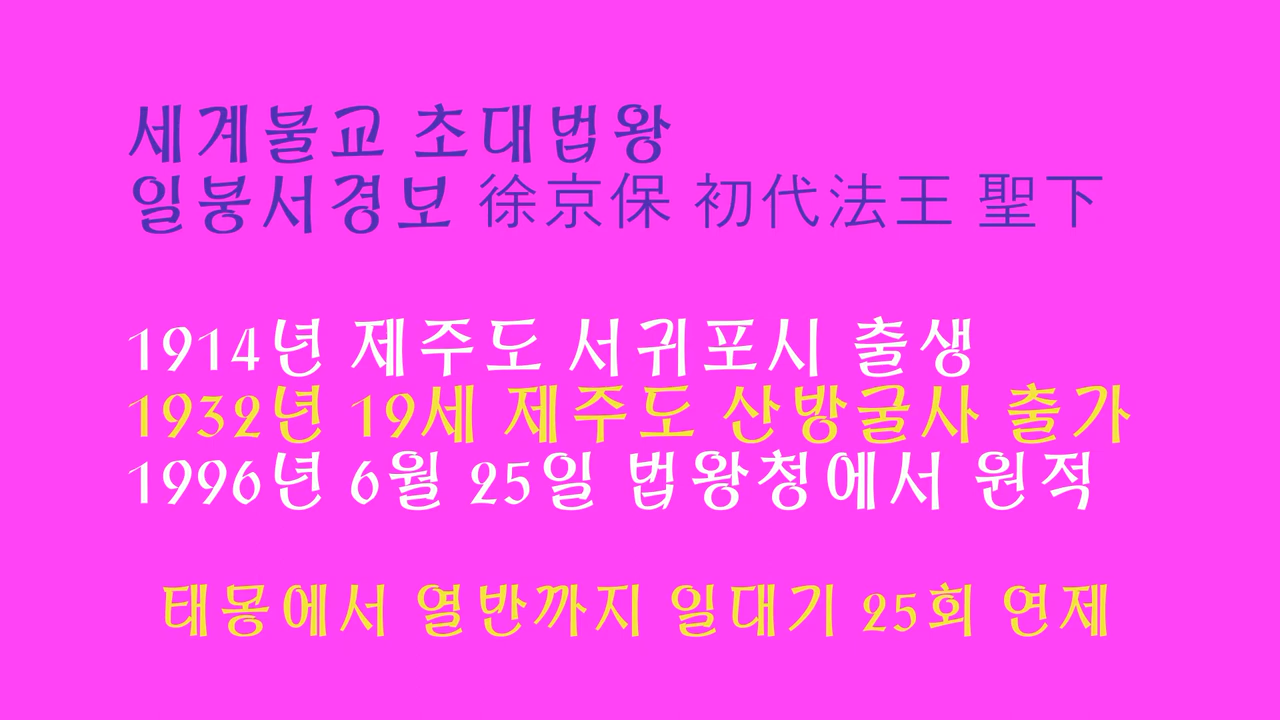 세계불교 초대법왕
일붕서경보 徐京保 初代法王 聖下
1914년 제주도 서귀포시 출생
1932년 19세 제주도 산방굴사 출가
1996년 6월 25일 법왕청에서 원적
태몽에서 열반까지 일대기 25회 연제